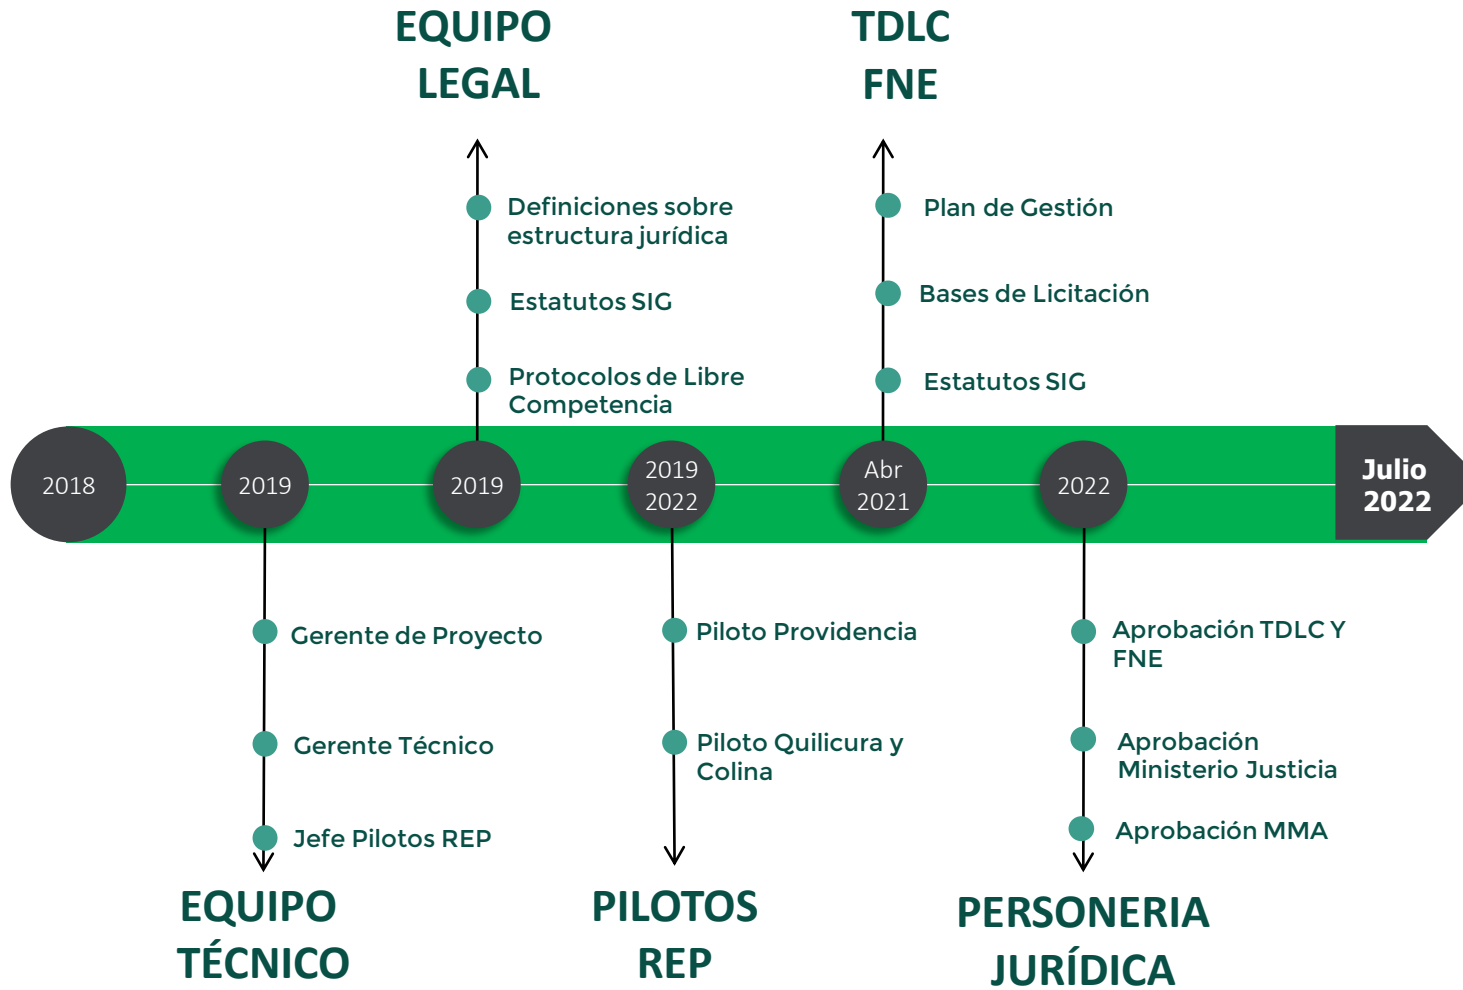 EQUIPO
LEGAL
Definiciones sobre
estructura jurídica
Estatutos SIG
Protocolos de Libre
Competencia
TDLC
FNE
Plan de Gestión
Bases de Licitación
Estatutos SIG
2018
2019
2019
2019
2022
Abr
2021
2022
Julio
2022
Gerente de Proyecto
Gerente Técnico
Jefe Pilotos REP
EQUIPO
TÉCNICO
Piloto Providencia
Piloto Quilicura y
Colina
PILOTOS
REP
Aprobación TDLC Y
FNE
Aprobación
Ministerio Justicia
Aprobación MMA
PERSONERIA
JURÍDICA